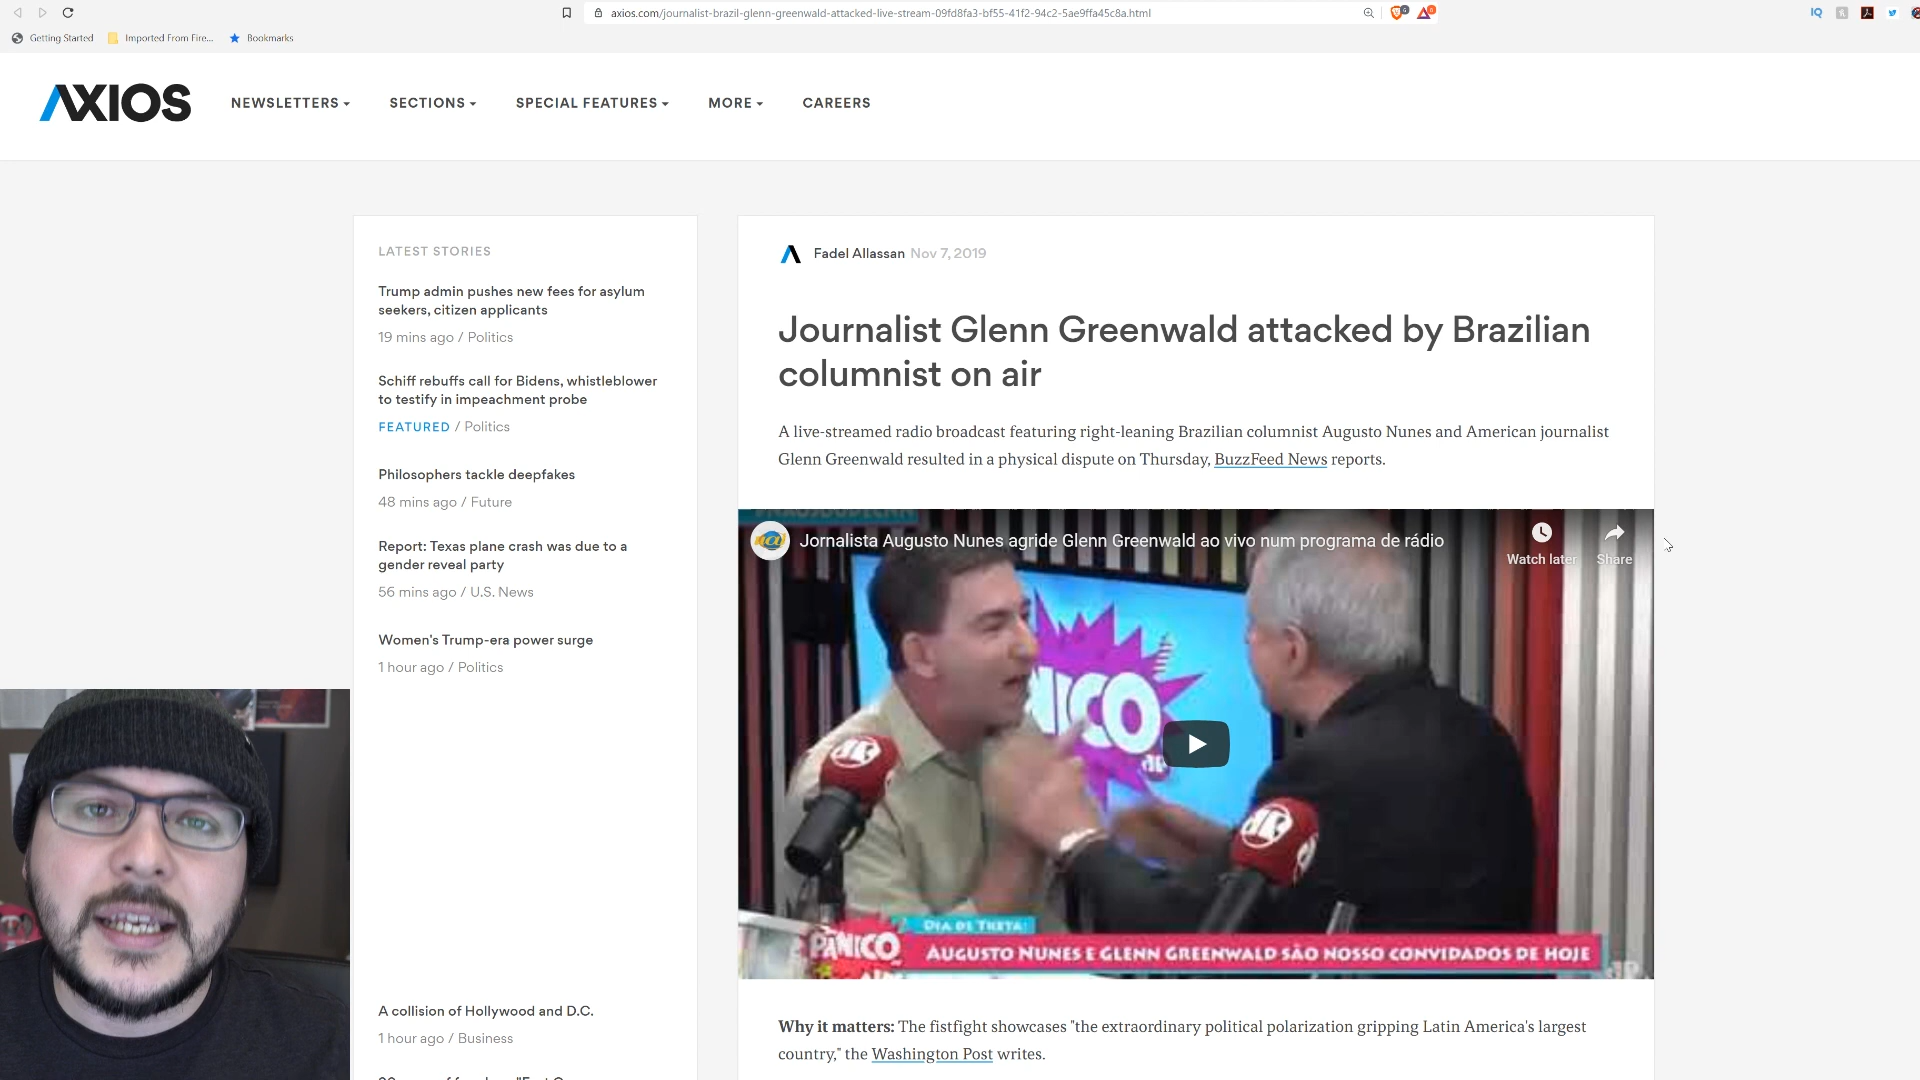 axios.com/journalist-brazil-glenn-greenwald-attacked-live-stream-09fd8fa3-bf55-41f2-94c2-5ae9ffa45c8a.html
IQ
Getting Started
Imported From Fire...
Bookmarks
AXIOS
NEWSLETTERS
SECTIONS
SPECIAL FEATURES
MORE
CAREERS
LATEST STORIES
Trump admin pushes new fees for asylum
seekers, citizen applicants
19 mins ago / Politics
Schiff rebuffs call for Bidens, whistleblower
to testify in impeachment probe
FEATURED / Politics
Philosophers tackle deepfakes
48 mins ago / Future
Report: Texas plane crash was due to a
gender reveal party
56 mins ago / U.S. News
Women's Trump-era power surge
1 hour ago / Politics
A collision of Hollywood and D.C.
1 hour ago / Business
Fadel Allassan Nov 7, 2019
Journalist Glenn Greenwald attacked by Brazilian
columnist on air
A live-streamed radio broadcast featuring right-leaning Brazilian columnist Augusto Nunes and American journalist
Glenn Greenwald resulted in a physical dispute on Thursday, BuzzFeed News reports.
Jornalista Augusto Nunes agride Glenn Greenwald ao vivo num programa de rádio
Watch later
Share
NICO
JR
JR
DIA DE TRETA!
PÂNICO
AUGUSTO NUNES E GLENN GREENWALD SÃO NOSSO CONVIDADOS DE HOJE
Why it matters: The fistfight showcases "the extraordinary political polarization gripping Latin America's largest
country," the Washington Post writes.